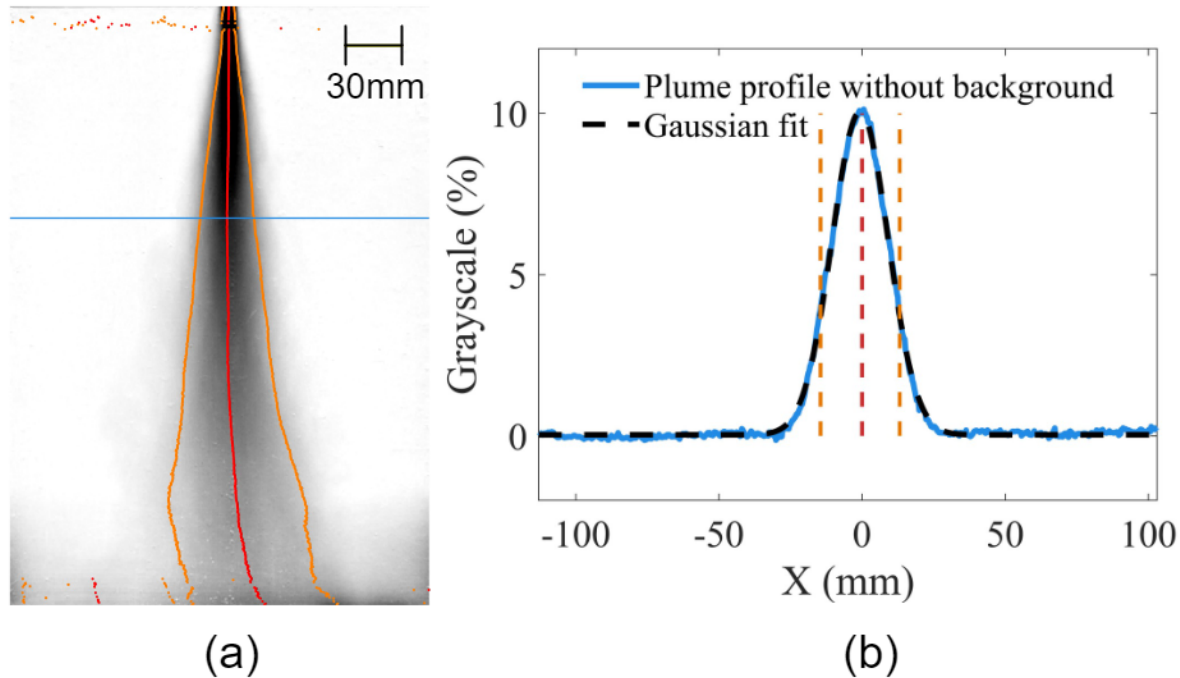 30mm
Plume profile without background
Gaussian fit
Grayscale (%)
10
5
0
-100 -50 0 50 100
X (mm)
(a) (b)